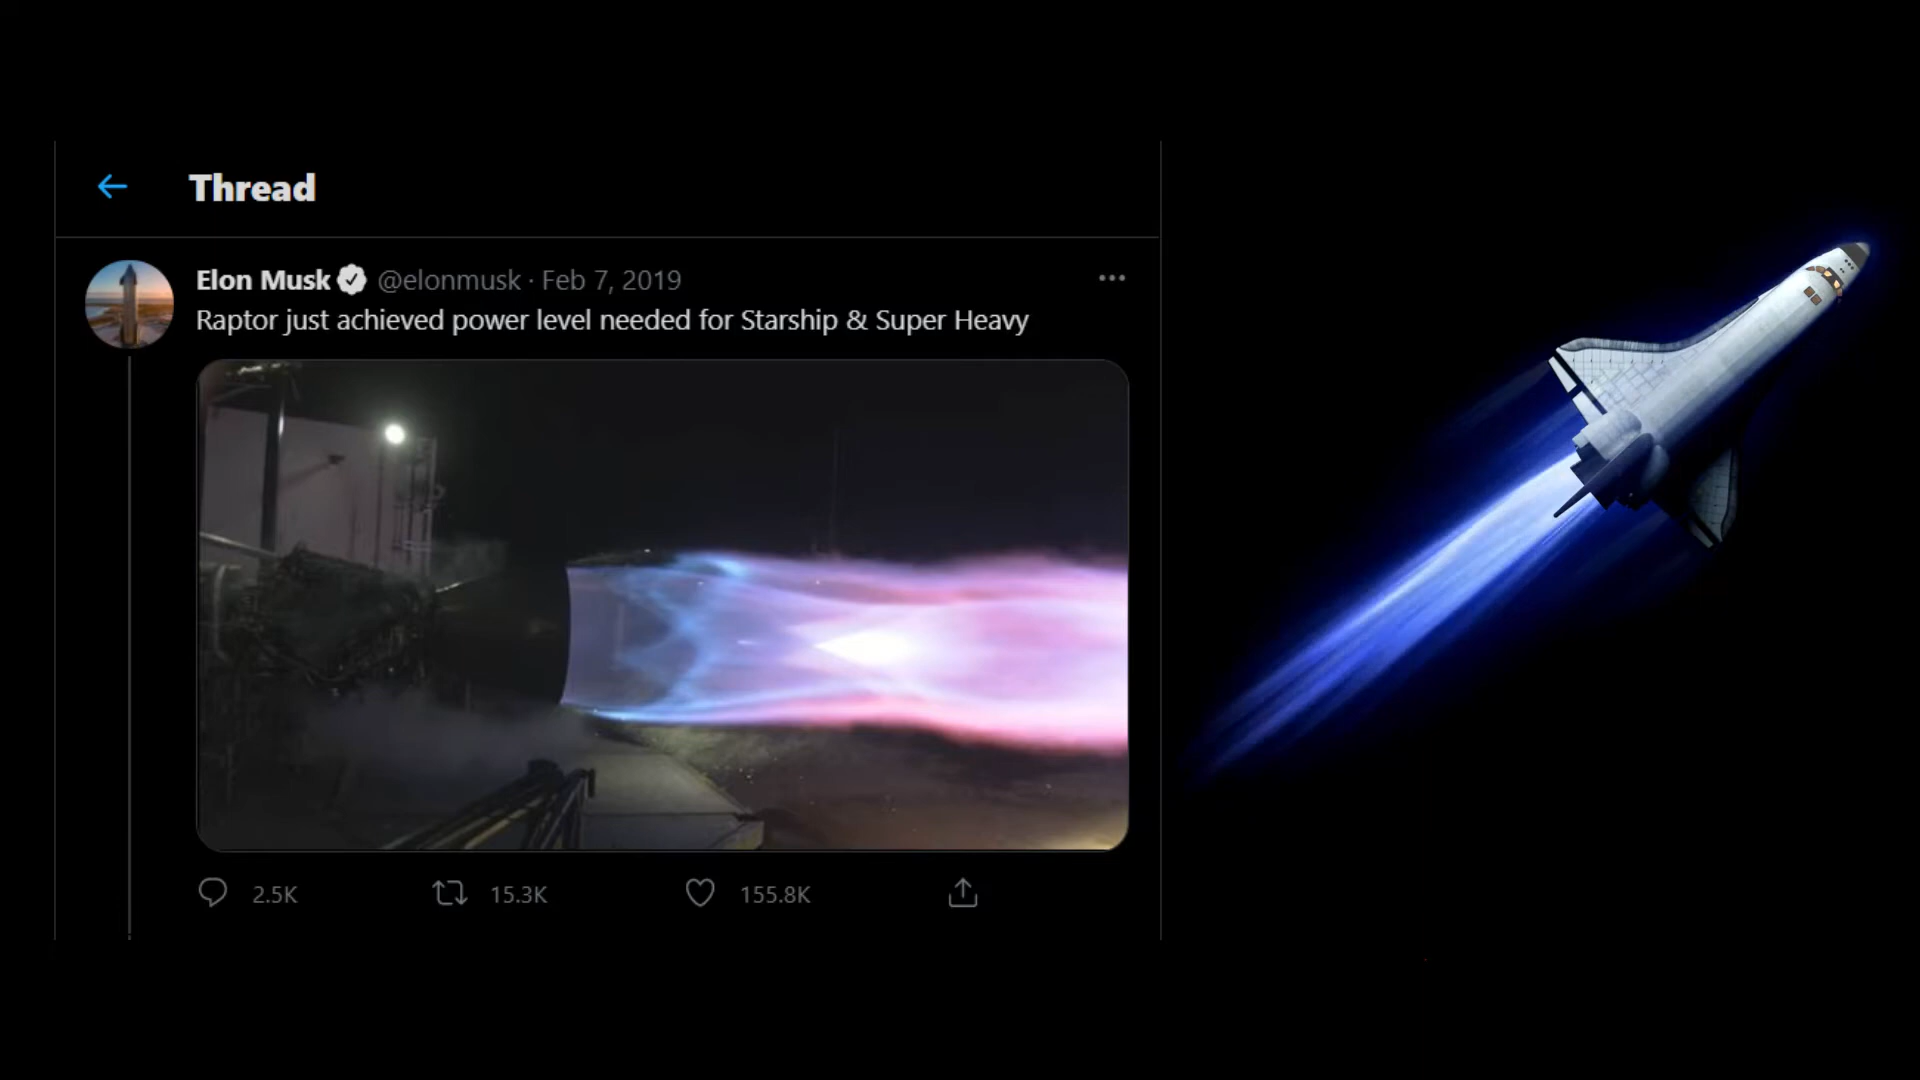 Thread
Elon Musk @elonmusk · Feb 7, 2019
Raptor just achieved power level needed for Starship & Super Heavy
2.5K 15.3K 155.8K